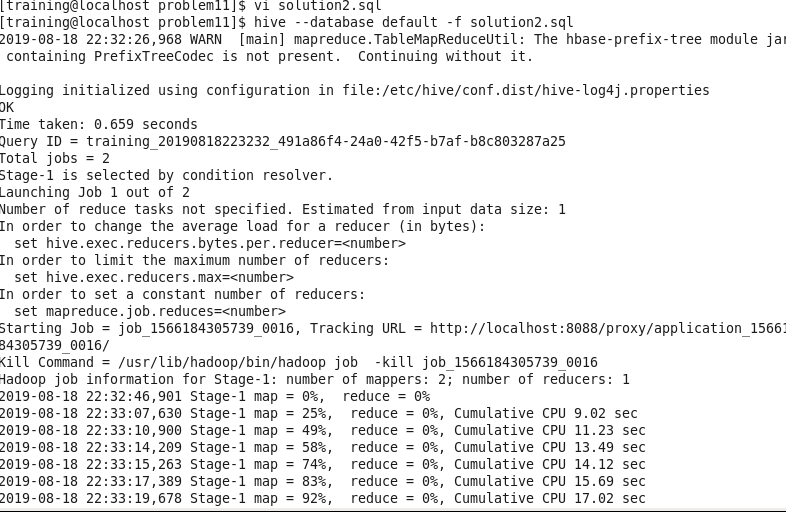 [training@localhost problem11]$ vi solution2.sql
[training@localhost problem11]$ hive --database default -f solution2.sql
2019-08-18 22:32:26,968 WARN  [main] mapreduce.TableMapReduceUtil: The hbase-prefix-tree module jar
 containing PrefixTreeCodec is not present.  Continuing without it.
Logging initialized using configuration in file:/etc/hive/conf.dist/hive-log4j.properties
OK
Time taken: 0.659 seconds
Query ID = training_20190818223232_491a86f4-24a0-42f5-b7af-b8c803287a25
Total jobs = 2
Stage-1 is selected by condition resolver.
Launching Job 1 out of 2
Number of reduce tasks not specified. Estimated from input data size: 1
In order to change the average load for a reducer (in bytes):
  set hive.exec.reducers.bytes.per.reducer=<number>
In order to limit the maximum number of reducers:
  set hive.exec.reducers.max=<number>
In order to set a constant number of reducers:
  set mapreduce.job.reduces=<number>
Starting Job = job_1566184305739_0016, Tracking URL = http://localhost:8088/proxy/application_15661
84305739_0016/
Kill Command = /usr/lib/hadoop/bin/hadoop job  -kill job_1566184305739_0016
Hadoop job information for Stage-1: number of mappers: 2; number of reducers: 1
2019-08-18 22:32:46,901 Stage-1 map = 0%,  reduce = 0%
2019-08-18 22:33:07,630 Stage-1 map = 25%,  reduce = 0%, Cumulative CPU 9.02 sec
2019-08-18 22:33:10,900 Stage-1 map = 49%,  reduce = 0%, Cumulative CPU 11.23 sec
2019-08-18 22:33:14,209 Stage-1 map = 58%,  reduce = 0%, Cumulative CPU 13.49 sec
2019-08-18 22:33:15,263 Stage-1 map = 74%,  reduce = 0%, Cumulative CPU 14.12 sec
2019-08-18 22:33:17,389 Stage-1 map = 83%,  reduce = 0%, Cumulative CPU 15.69 sec
2019-08-18 22:33:19,678 Stage-1 map = 92%,  reduce = 0%, Cumulative CPU 17.02 sec